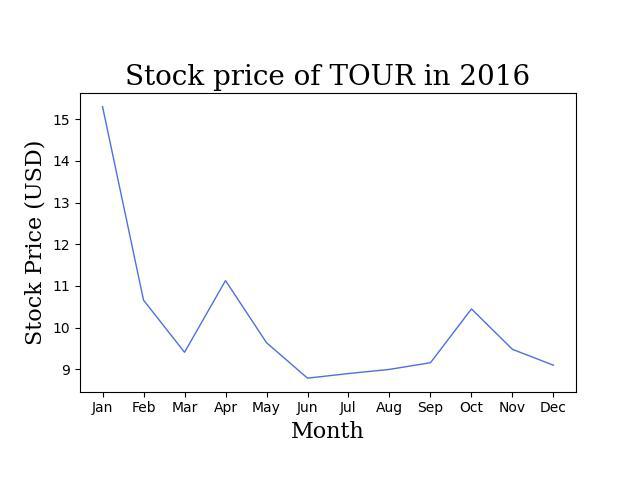 Stock price of TOUR in 2016
Stock Price (USD)
15
14
13
12
11
10
9
Jan Feb Mar Apr May Jun Jul Aug Sep Oct Nov Dec
Month